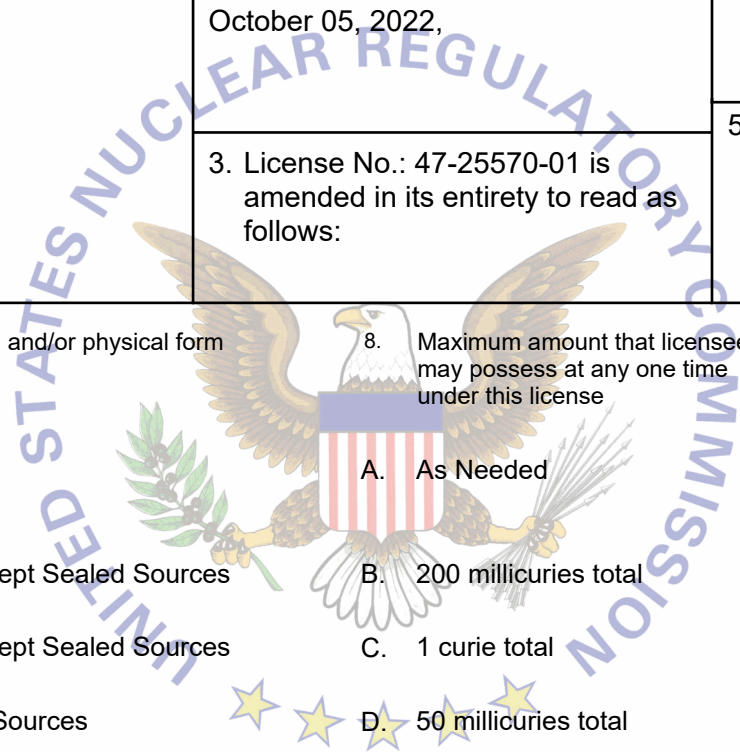 October 05, 2022,
5
3. License No.: 47-25570-01 is
amended in its entirety to read as
follows:
and/or physical form
8. Maximum amount that licensee
may possess at any one time
under this license
A. As Needed
ept Sealed Sources
B. 200 millicuries total
ept Sealed Sources
C. 1 curie total
Sources
D. 50 millicuries total
UNITED STATES NUCLEAR REGULATORY COMMISSION